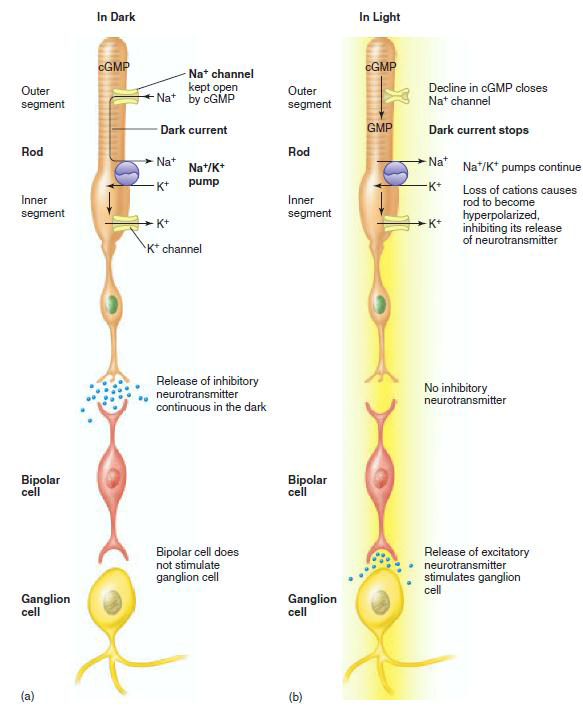 In Dark
cGMP
Na⁺ channel
kept open
by cGMP
Outer
segment
Na⁺
Dark current
Rod
Na⁺
Na⁺/K⁺
pump
K⁺
Inner
segment
K⁺
K⁺ channel
Release of inhibitory
neurotransmitter
continuous in the dark
Bipolar
cell
Bipolar cell does
not stimulate
ganglion cell
Ganglion
cell
(a)
In Light
cGMP
Outer
segment
Decline in cGMP closes
Na⁺ channel
GMP
Dark current stops
Rod
Na⁺
Na⁺/K⁺ pumps continue
K⁺
Inner
segment
Loss of cations causes
rod to become
hyperpolarized,
inhibiting its release
of neurotransmitter
K⁺
No inhibitory
neurotransmitter
Bipolar
cell
Release of excitatory
neurotransmitter
stimulates ganglion
cell
Ganglion
cell
(b)